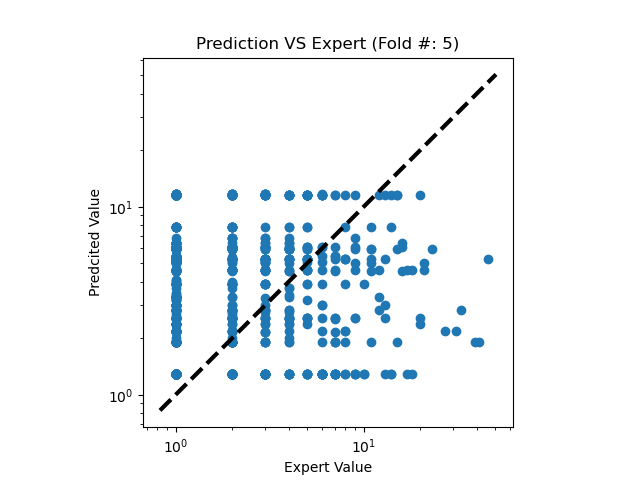 Prediction VS Expert (Fold #: 5)
Predcited Value
10¹
10⁰
10⁰ 10¹
Expert Value